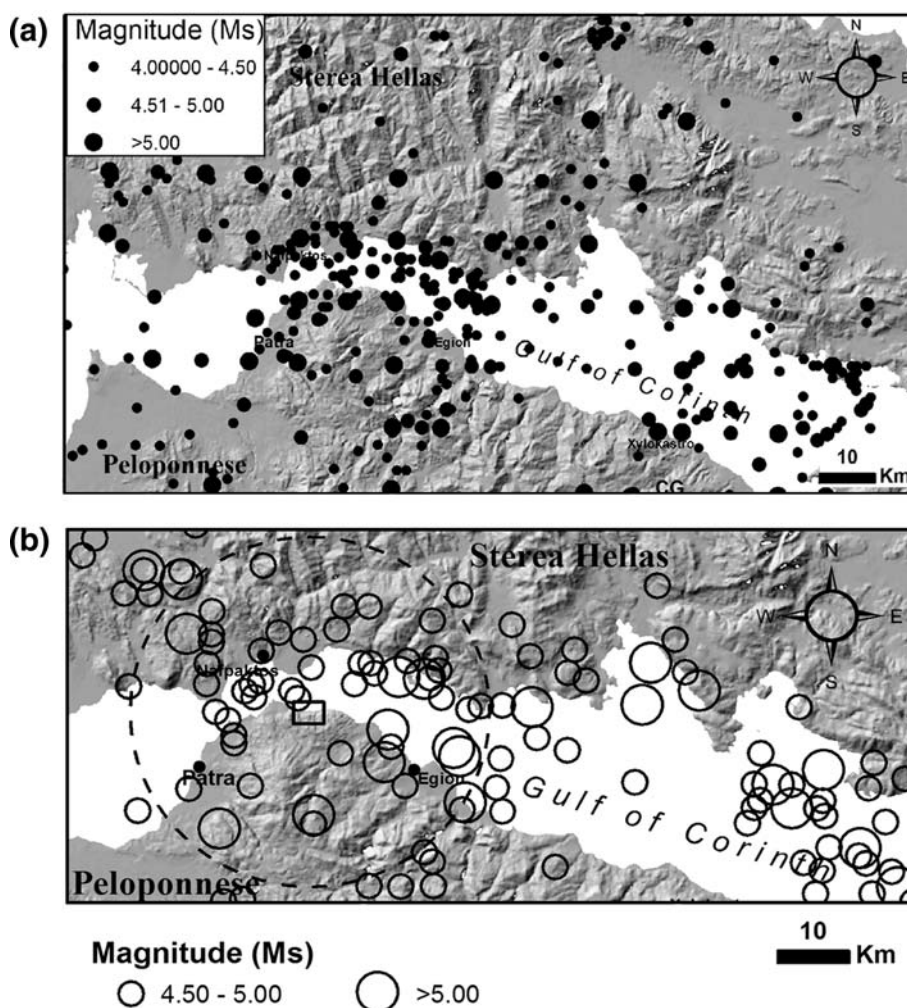 (a)
Magnitude (Ms)
4.00000 - 4.50
4.51 - 5.00
>5.00
Sterea Hellas
N
W
E
S
Nafpaktos
Patra
Egion
Gulf of Corinth
Xylokastro
Peloponnese
CG
10
Km
(b)
Sterea Hellas
N
W
E
S
Nafpaktos
Patra
Egion
Gulf of Corinth
Peloponnese
10
Km
Magnitude (Ms)
4.50 - 5.00
>5.00